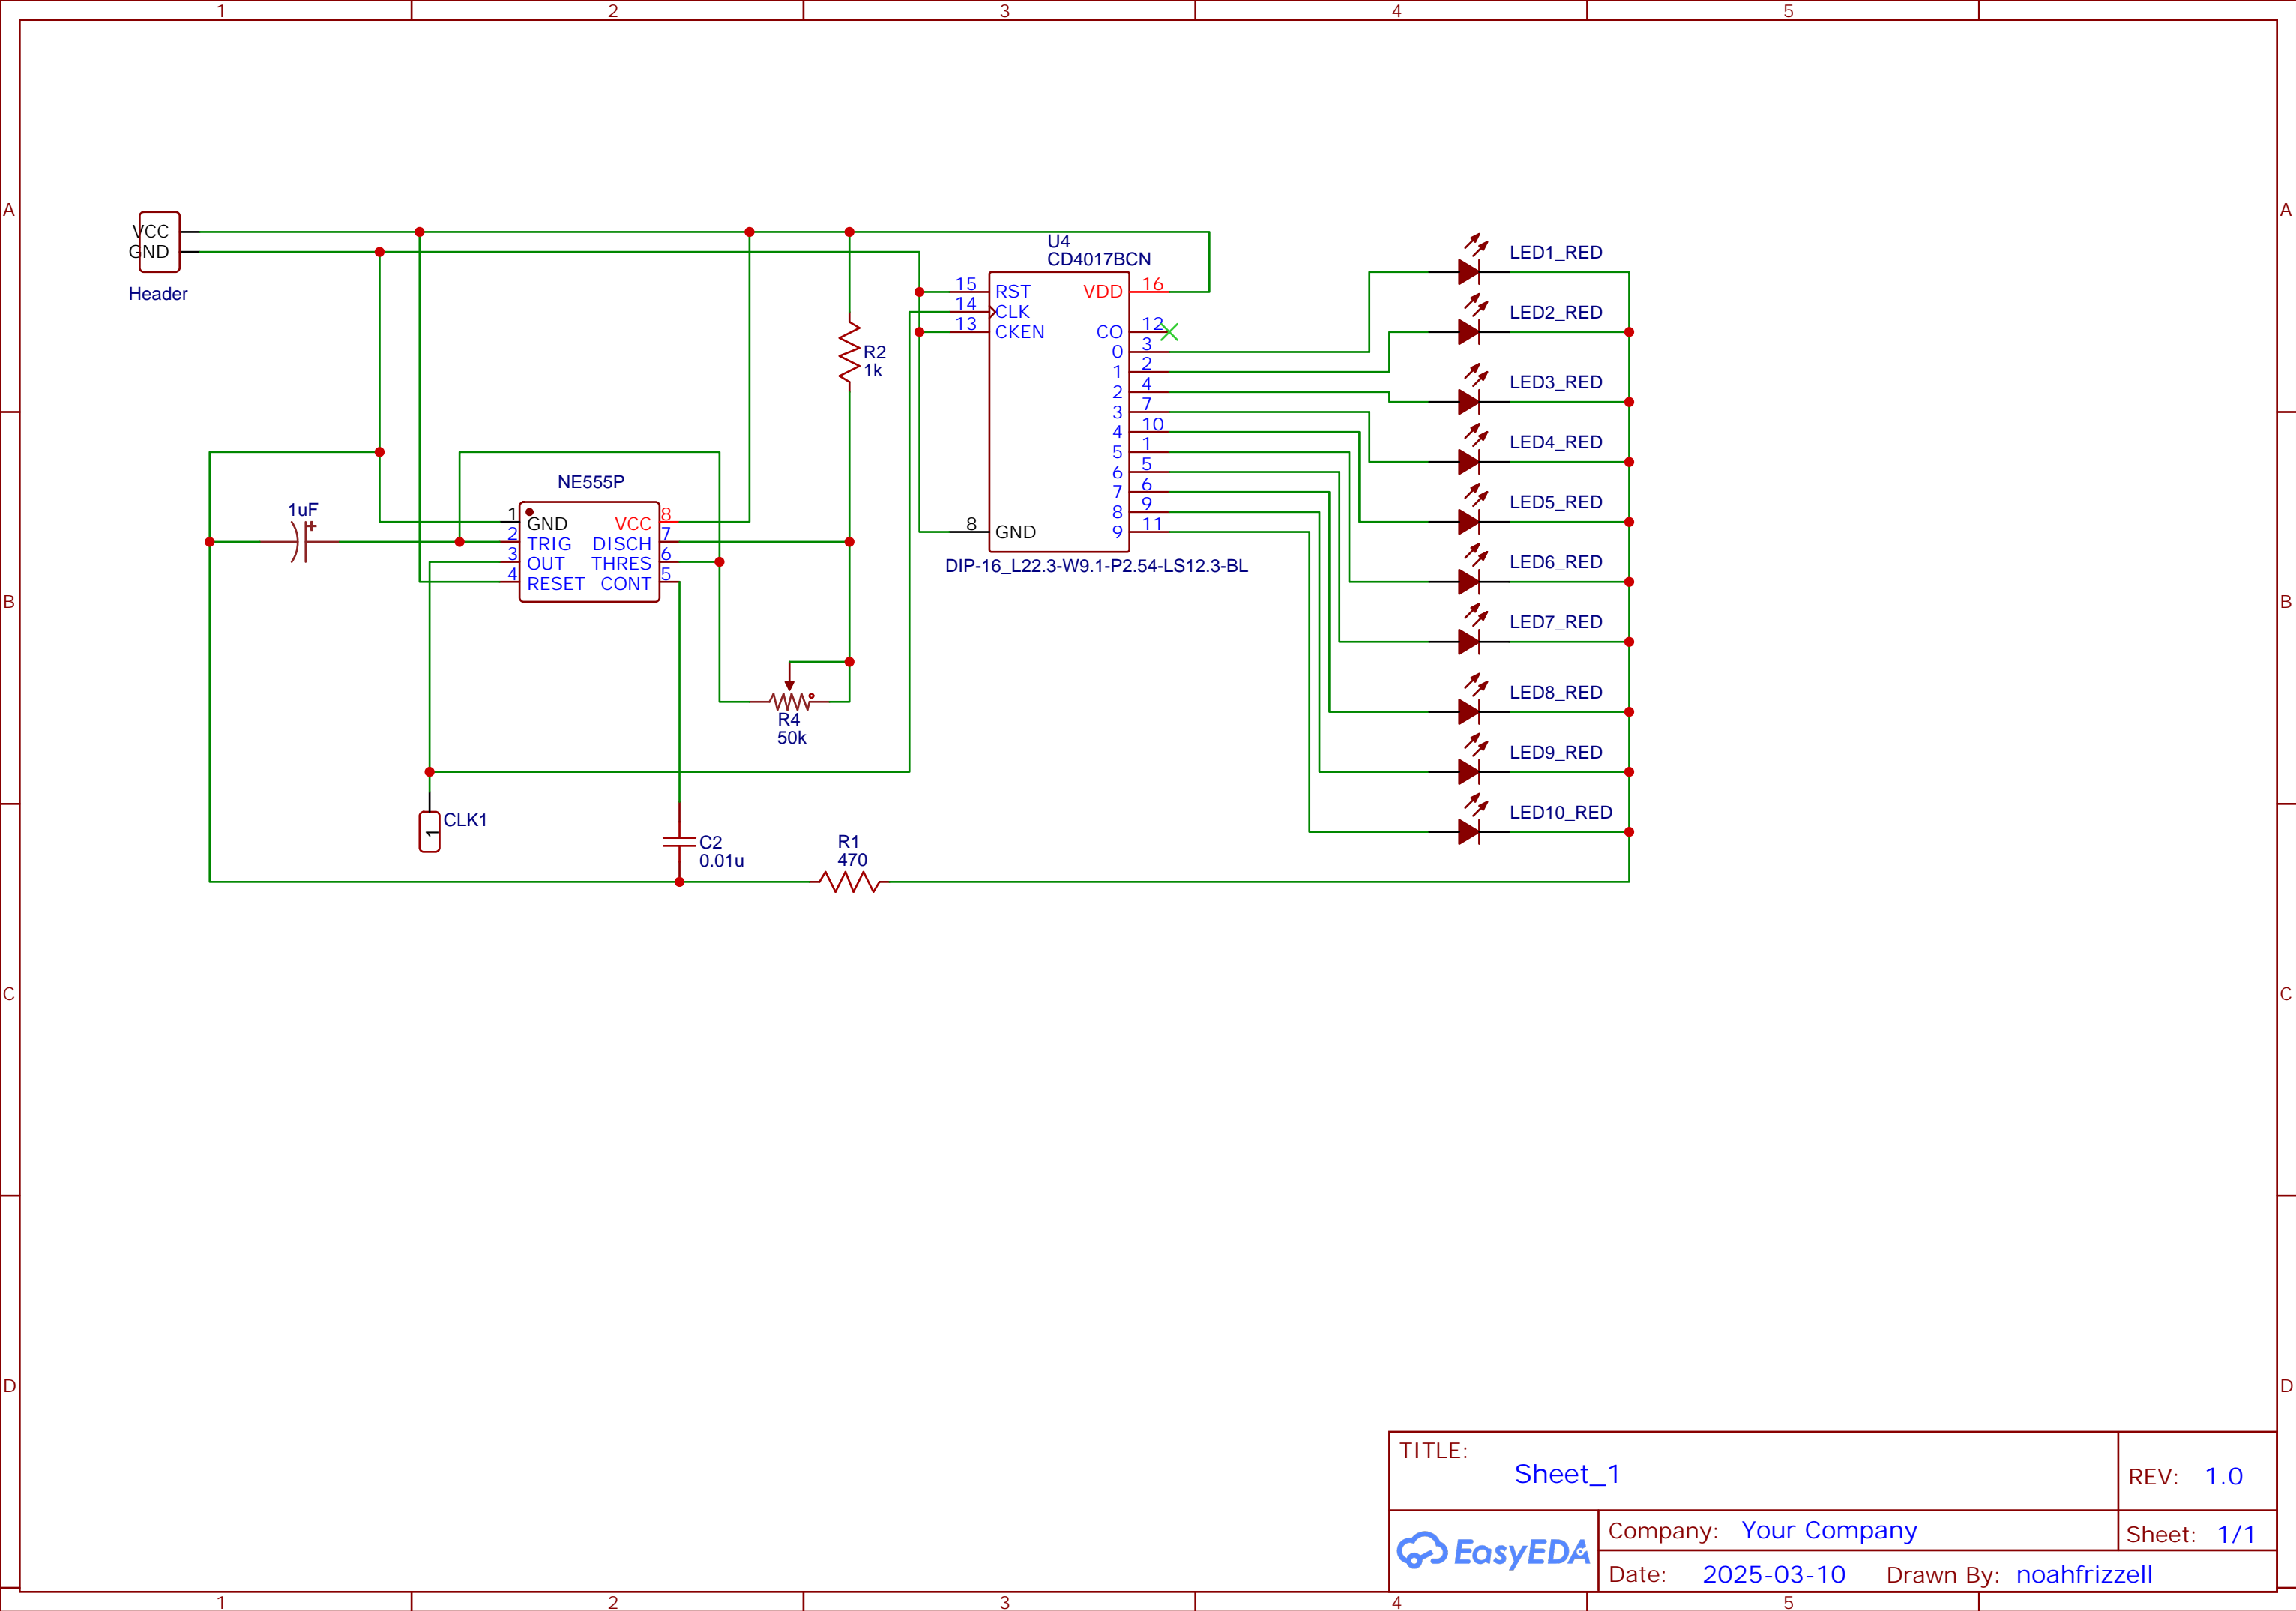 1 2 3 4 5
A A
VCC
GND
Header
U4
CD4017BCN
15 RST VDD 16
14 CLK
13 CKEN CO 12
0 3
1 2
2 4
3 7
4 10
5 1
6 5
7 6
8 9
8 GND 9 11
DIP-16_L22.3-W9.1-P2.54-LS12.3-BL
R2
1k
LED1_RED
LED2_RED
LED3_RED
LED4_RED
LED5_RED
LED6_RED
LED7_RED
LED8_RED
LED9_RED
LED10_RED
1uF
+
NE555P
1 GND VCC 8
2 TRIG DISCH 7
3 OUT THRES 6
4 RESET CONT 5
B B
R4
50k
CLK1
1
C2
0.01u
R1
470
C C
D D
TITLE:
Sheet_1
REV: 1.0
EasyEDA
Company: Your Company
Sheet: 1/1
Date: 2025-03-10 Drawn By: noahfrizzell
1 2 3 4 5